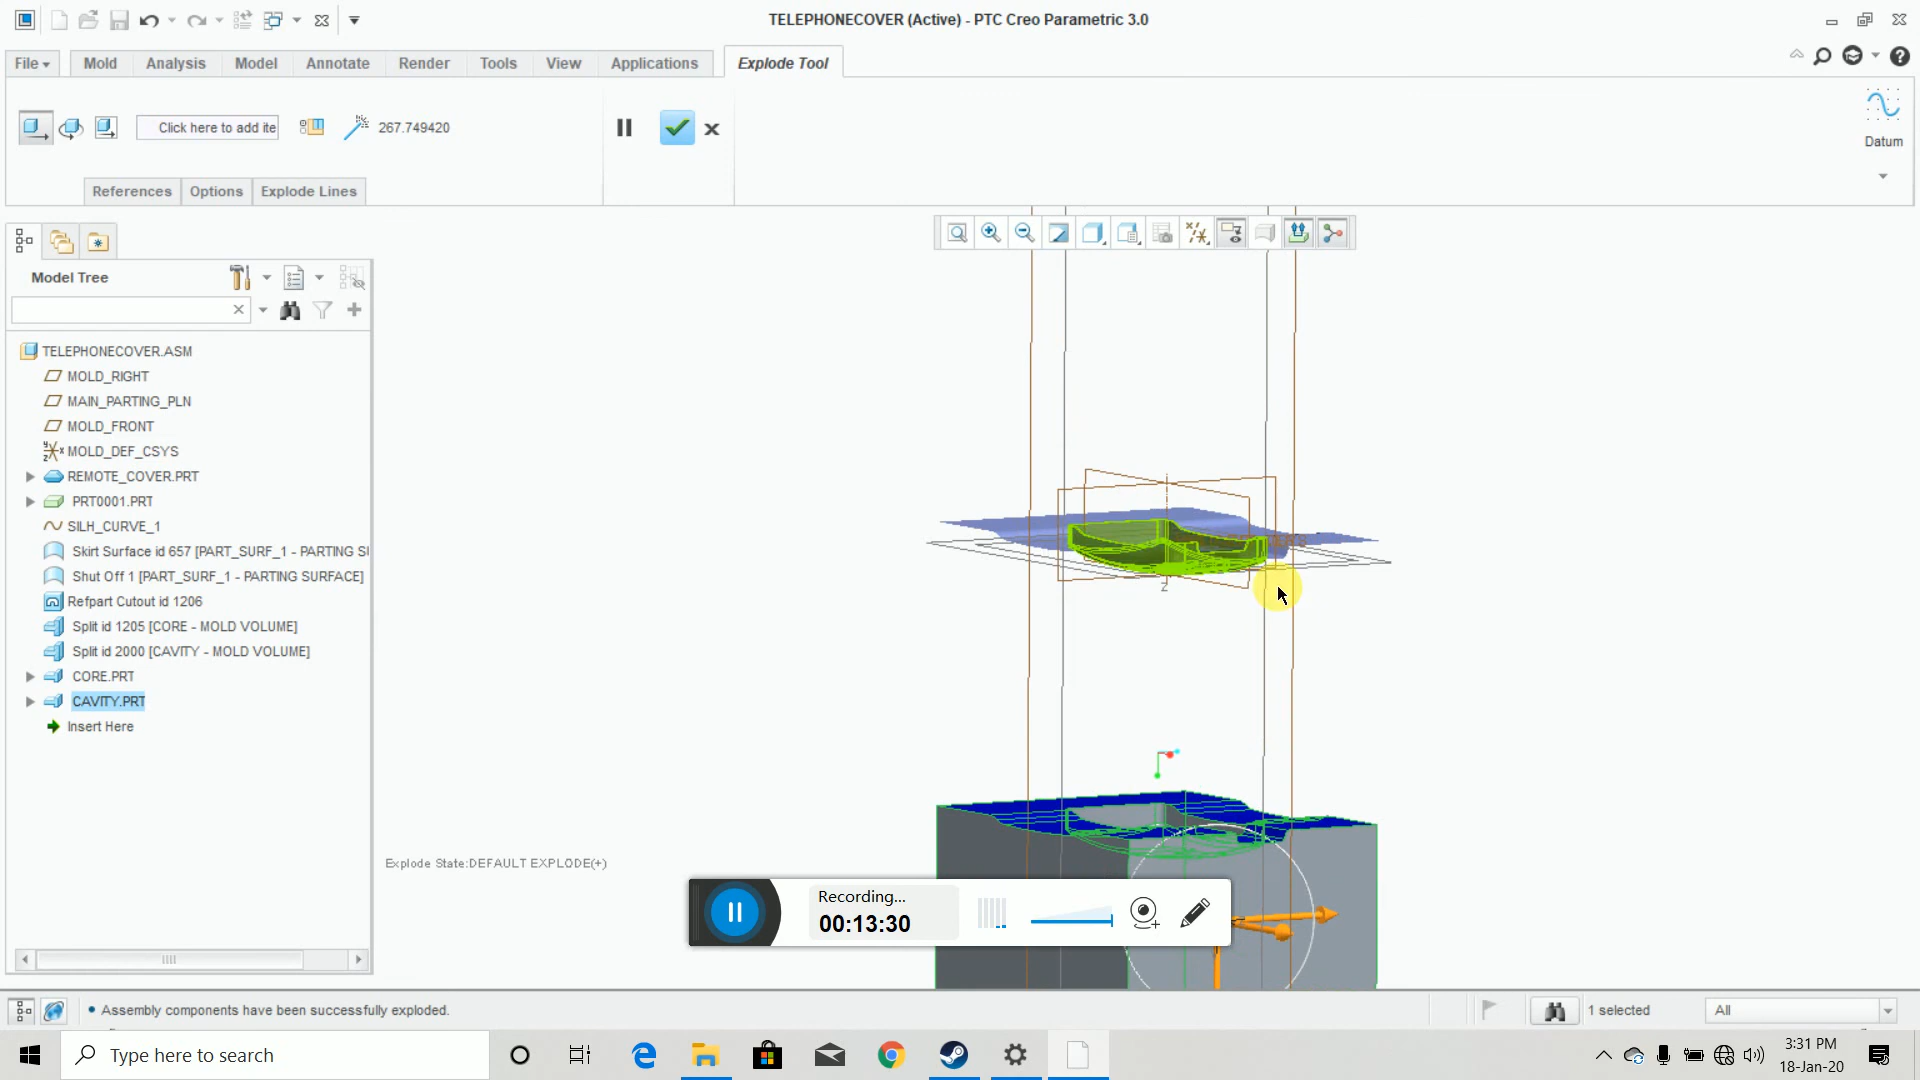 TELEPHONECOVER (Active) - PTC Creo Parametric 3.0
File
Mold
Analysis
Model
Annotate
Render
Tools
View
Applications
Explode Tool
Click here to add ite
267.749420
Datum
References
Options
Explode Lines
Model Tree
TELEPHONECOVER.ASM
MOLD_RIGHT
MAIN_PARTING_PLN
MOLD_FRONT
MOLD_DEF_CSYS
REMOTE_COVER.PRT
PRT0001.PRT
SILH_CURVE_1
Skirt Surface id 657 [PART_SURF_1 - PARTING SU
Shut Off 1 [PART_SURF_1 - PARTING SURFACE]
Refpart Cutout id 1206
Split id 1205 [CORE - MOLD VOLUME]
Split id 2000 [CAVITY - MOLD VOLUME]
CORE.PRT
CAVITY.PRT
Insert Here
Z
Explode State:DEFAULT EXPLODE(+)
Recording...
00:13:30
• Assembly components have been successfully exploded.
1 selected
All
Type here to search
3:31 PM
18-Jan-20